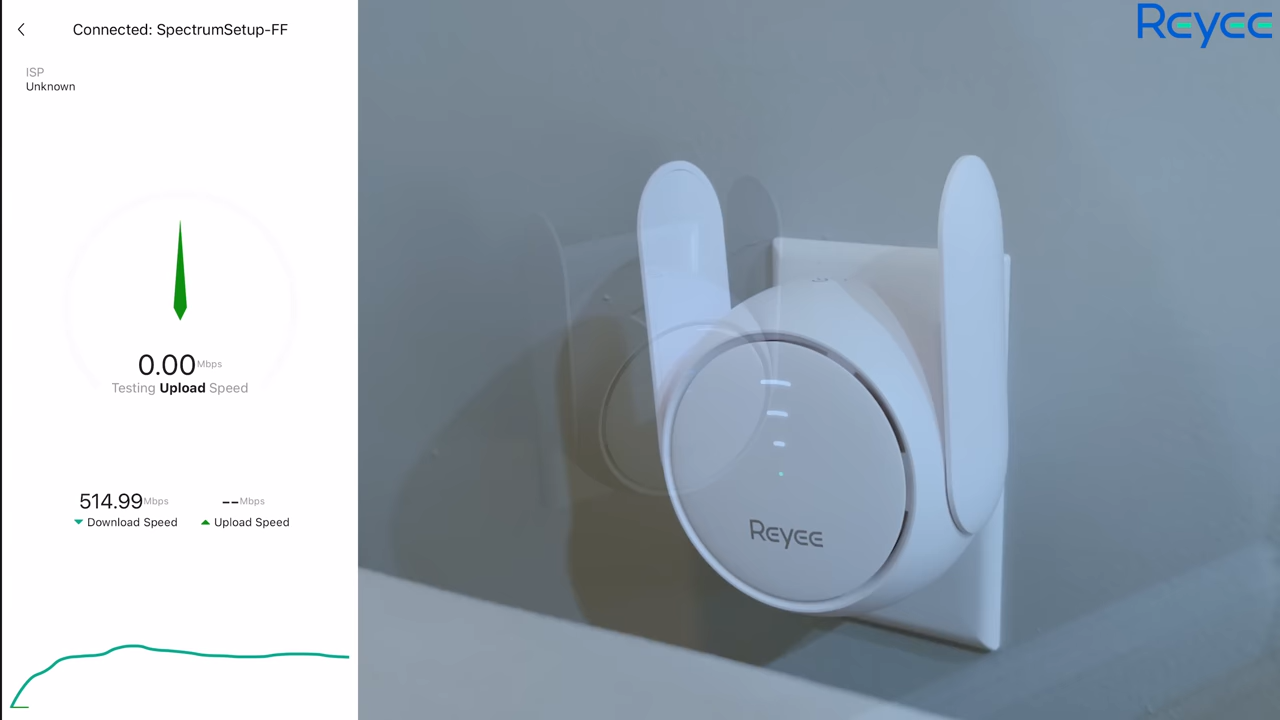 Connected: SpectrumSetup-FF
ISP
Unknown
0.00 Mbps
Testing Upload Speed
514.99 Mbps
-- Mbps
Download Speed
Upload Speed
Reyee
Reyee